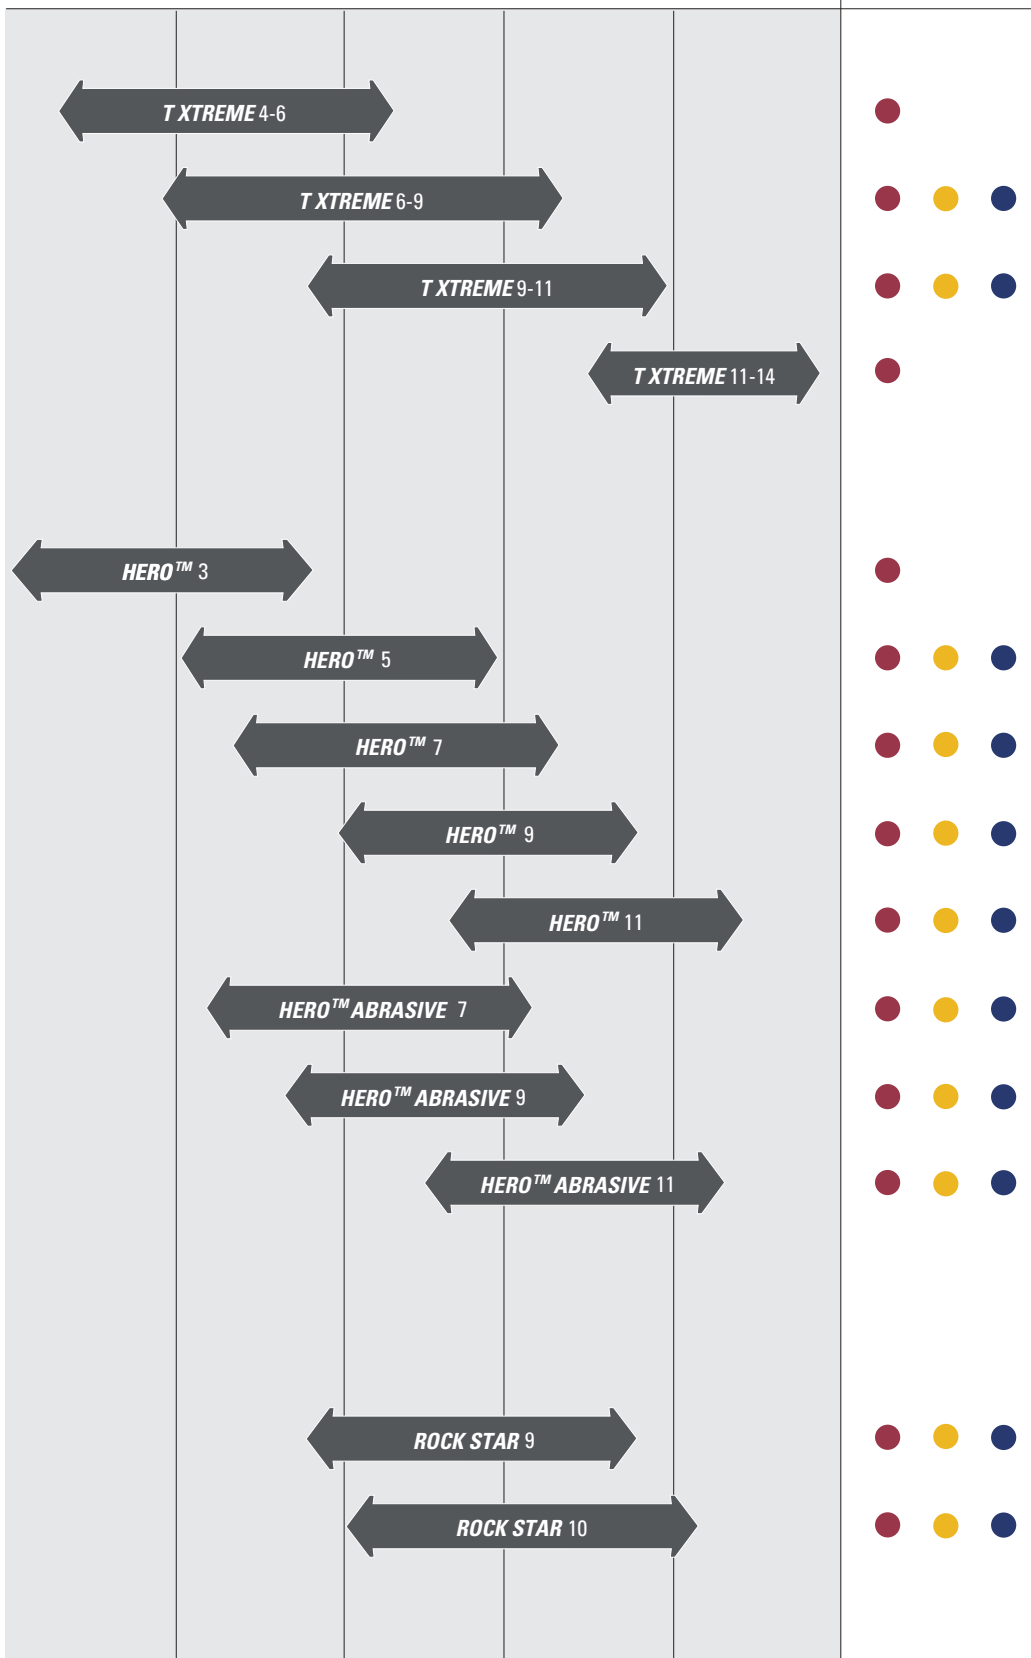 T XTREME 4-6
T XTREME 6-9
T XTREME 9-11
T XTREME 11-14
HERO™ 3
HERO™ 5
HERO™ 7
HERO™ 9
HERO™ 11
HERO™ ABRASIVE 7
HERO™ ABRASIVE 9
HERO™ ABRASIVE 11
ROCK STAR 9
ROCK STAR 10